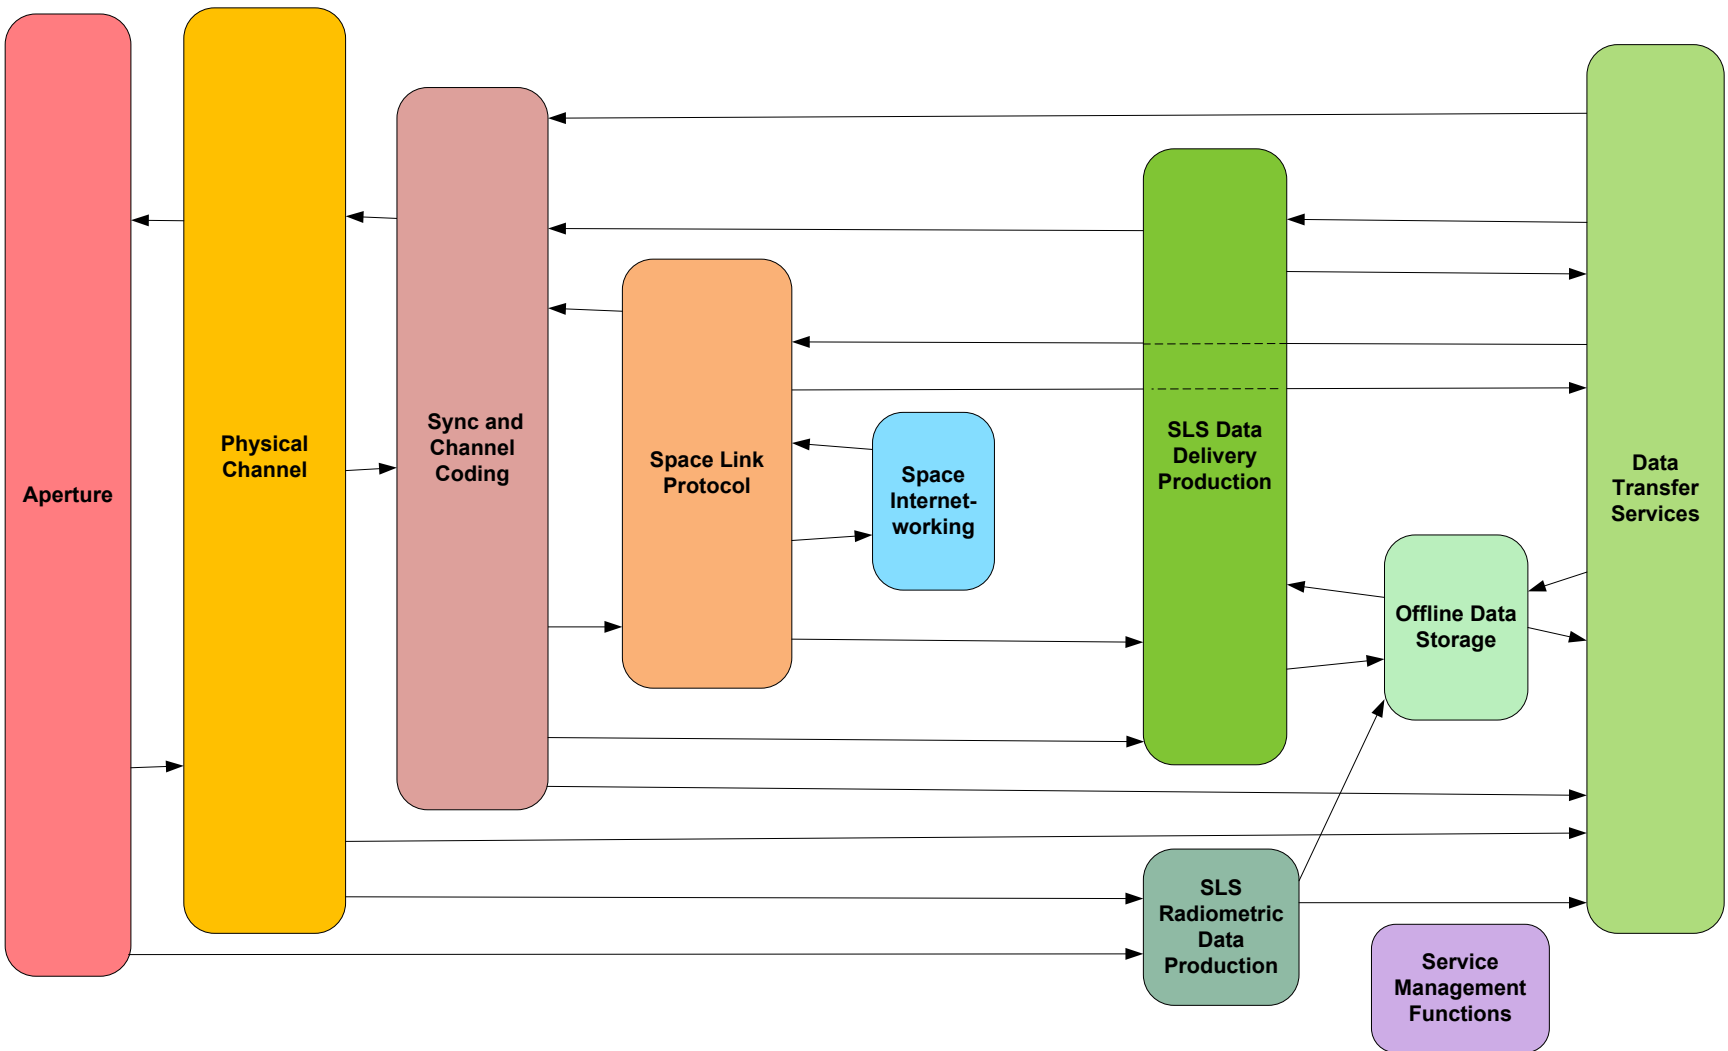 Aperture
Physical
Channel
Sync and
Channel
Coding
Space Link
Protocol
Space
Internet-
working
SLS Data
Delivery
Production
Offline Data
Storage
Data
Transfer
Services
SLS
Radiometric
Data
Production
Service
Management
Functions